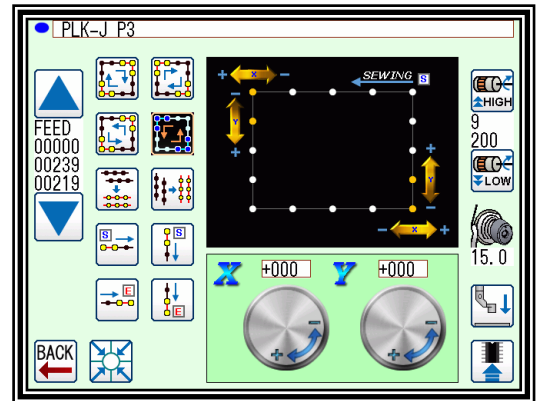 PLK-J P3
FEED
00000
00239
00219
BACK
S
S
E
E
+ X -
SEWING S
- Y +
- Y +
- X +
X +000
Y +000
- +
- +
HIGH
9
200
LOW
15.0